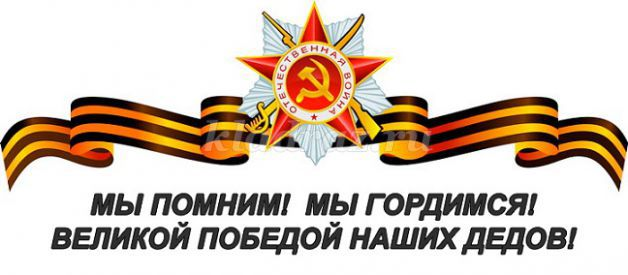 ОТЕЧЕСТВЕННАЯ ВОЙНА
МЫ ПОМНИМ! МЫ ГОРДИМСЯ!
ВЕЛИКОЙ ПОБЕДОЙ НАШИХ ДЕДОВ!